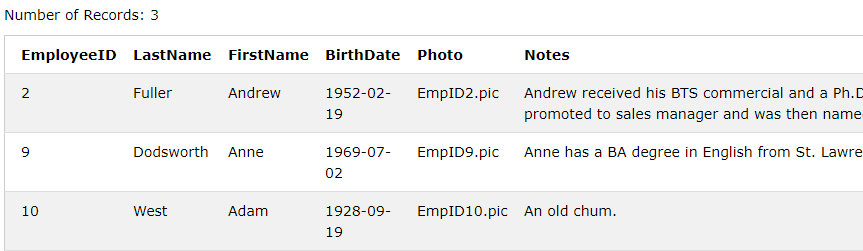 Number of Records: 3
EmployeeID LastName FirstName BirthDate Photo Notes
2 Fuller Andrew 1952-02- EmpID2.pic Andrew received his BTS commercial and a Ph.D
19 promoted to sales manager and was then name
9 Dodsworth Anne 1969-07- EmpID9.pic Anne has a BA degree in English from St. Lawre
02
10 West Adam 1928-09- EmpID10.pic An old chum.
19